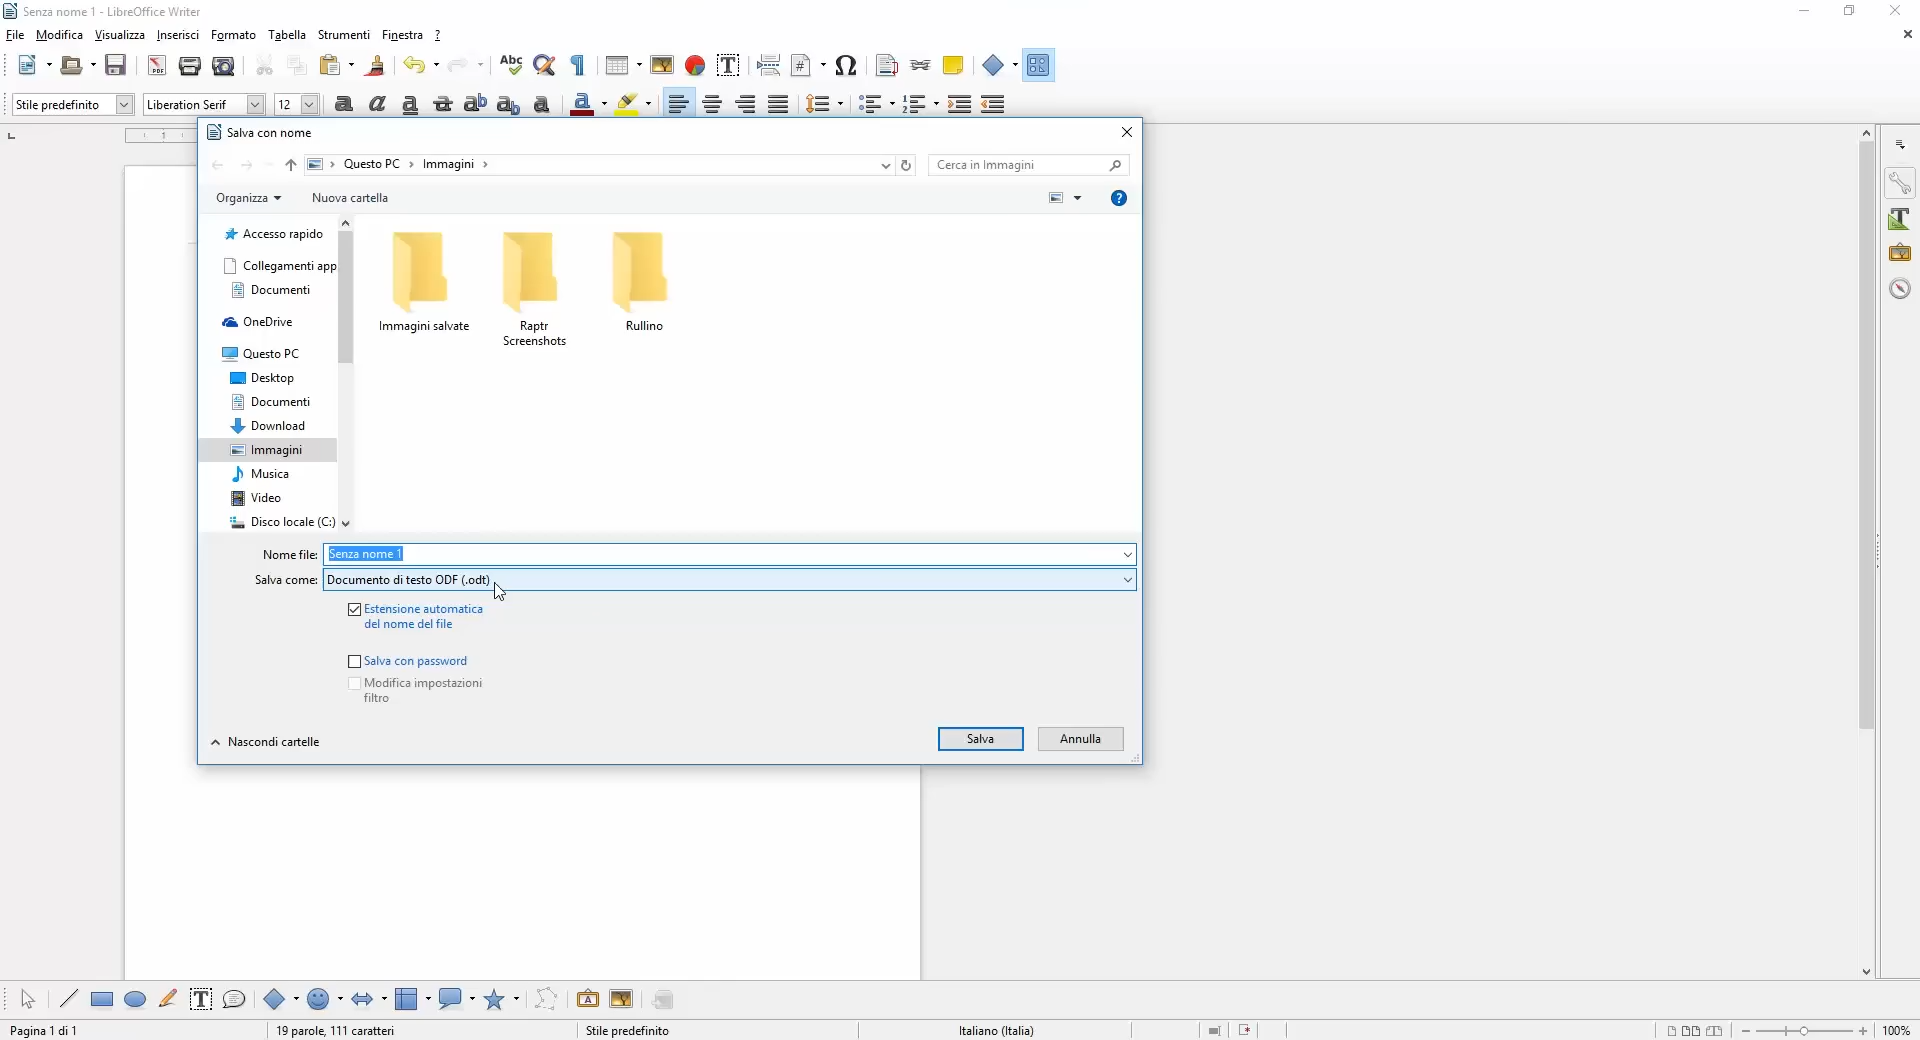 Senza nome 1 - LibreOffice Writer
File Modifica Visualizza Inserisci Formato Tabella Strumenti Finestra ?
Stile predefinito Liberation Serif 12
Salva con nome
Questo PC › Immagini ›
Cerca in Immagini
Organizza Nuova cartella
Accesso rapido
Collegamenti app
Documenti
OneDrive
Questo PC
Desktop
Documenti
Download
Immagini
Musica
Video
Disco locale (C:)
Immagini salvate
Raptr
Screenshots
Rullino
Nome file: Senza nome 1
Salva come: Documento di testo ODF (.odt)
Estensione automatica
del nome del file
Salva con password
Modifica impostazioni
filtro
Nascondi cartelle
Salva Annulla
Pagina 1 di 1 19 parole, 111 caratteri Stile predefinito Italiano (Italia) 100%